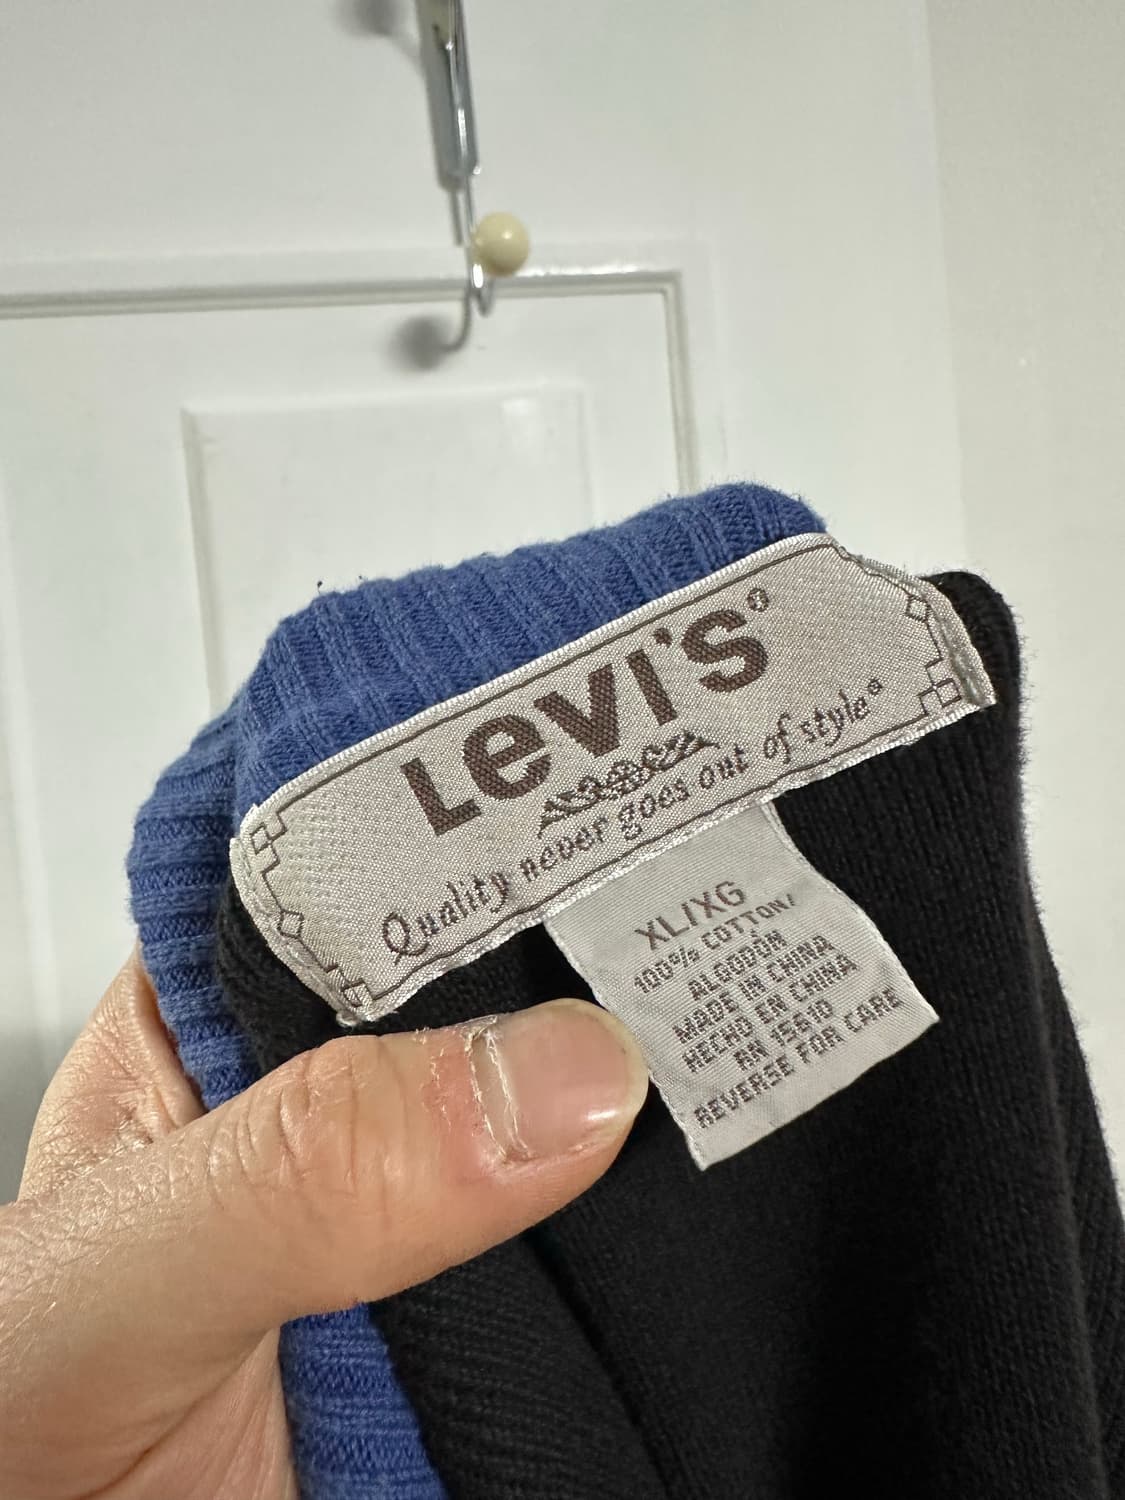 Levi's®
Quality never goes out of style®
XL/XG
100% COTTON/
ALGODÓN
MADE IN CHINA
HECHO EN CHINA
RN 15610
REVERSE FOR CARE